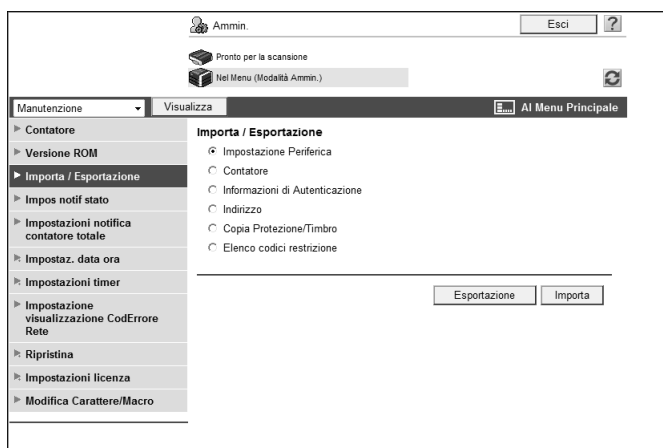 Ammin.
Esci
?
Pronto per la scansione
Nel Menu (Modalità Ammin.)
Manutenzione
Visualizza
Al Menu Principale
Contatore
Versione ROM
Importa / Esportazione
Impos notif stato
Impostazioni notifica
contatore totale
Impostaz. data ora
Impostazioni timer
Impostazione
visualizzazione CodErrore
Rete
Ripristina
Impostazioni licenza
Modifica Carattere/Macro
Importa / Esportazione
Impostazione Periferica
Contatore
Informazioni di Autenticazione
Indirizzo
Copia Protezione/Timbro
Elenco codici restrizione
Esportazione
Importa